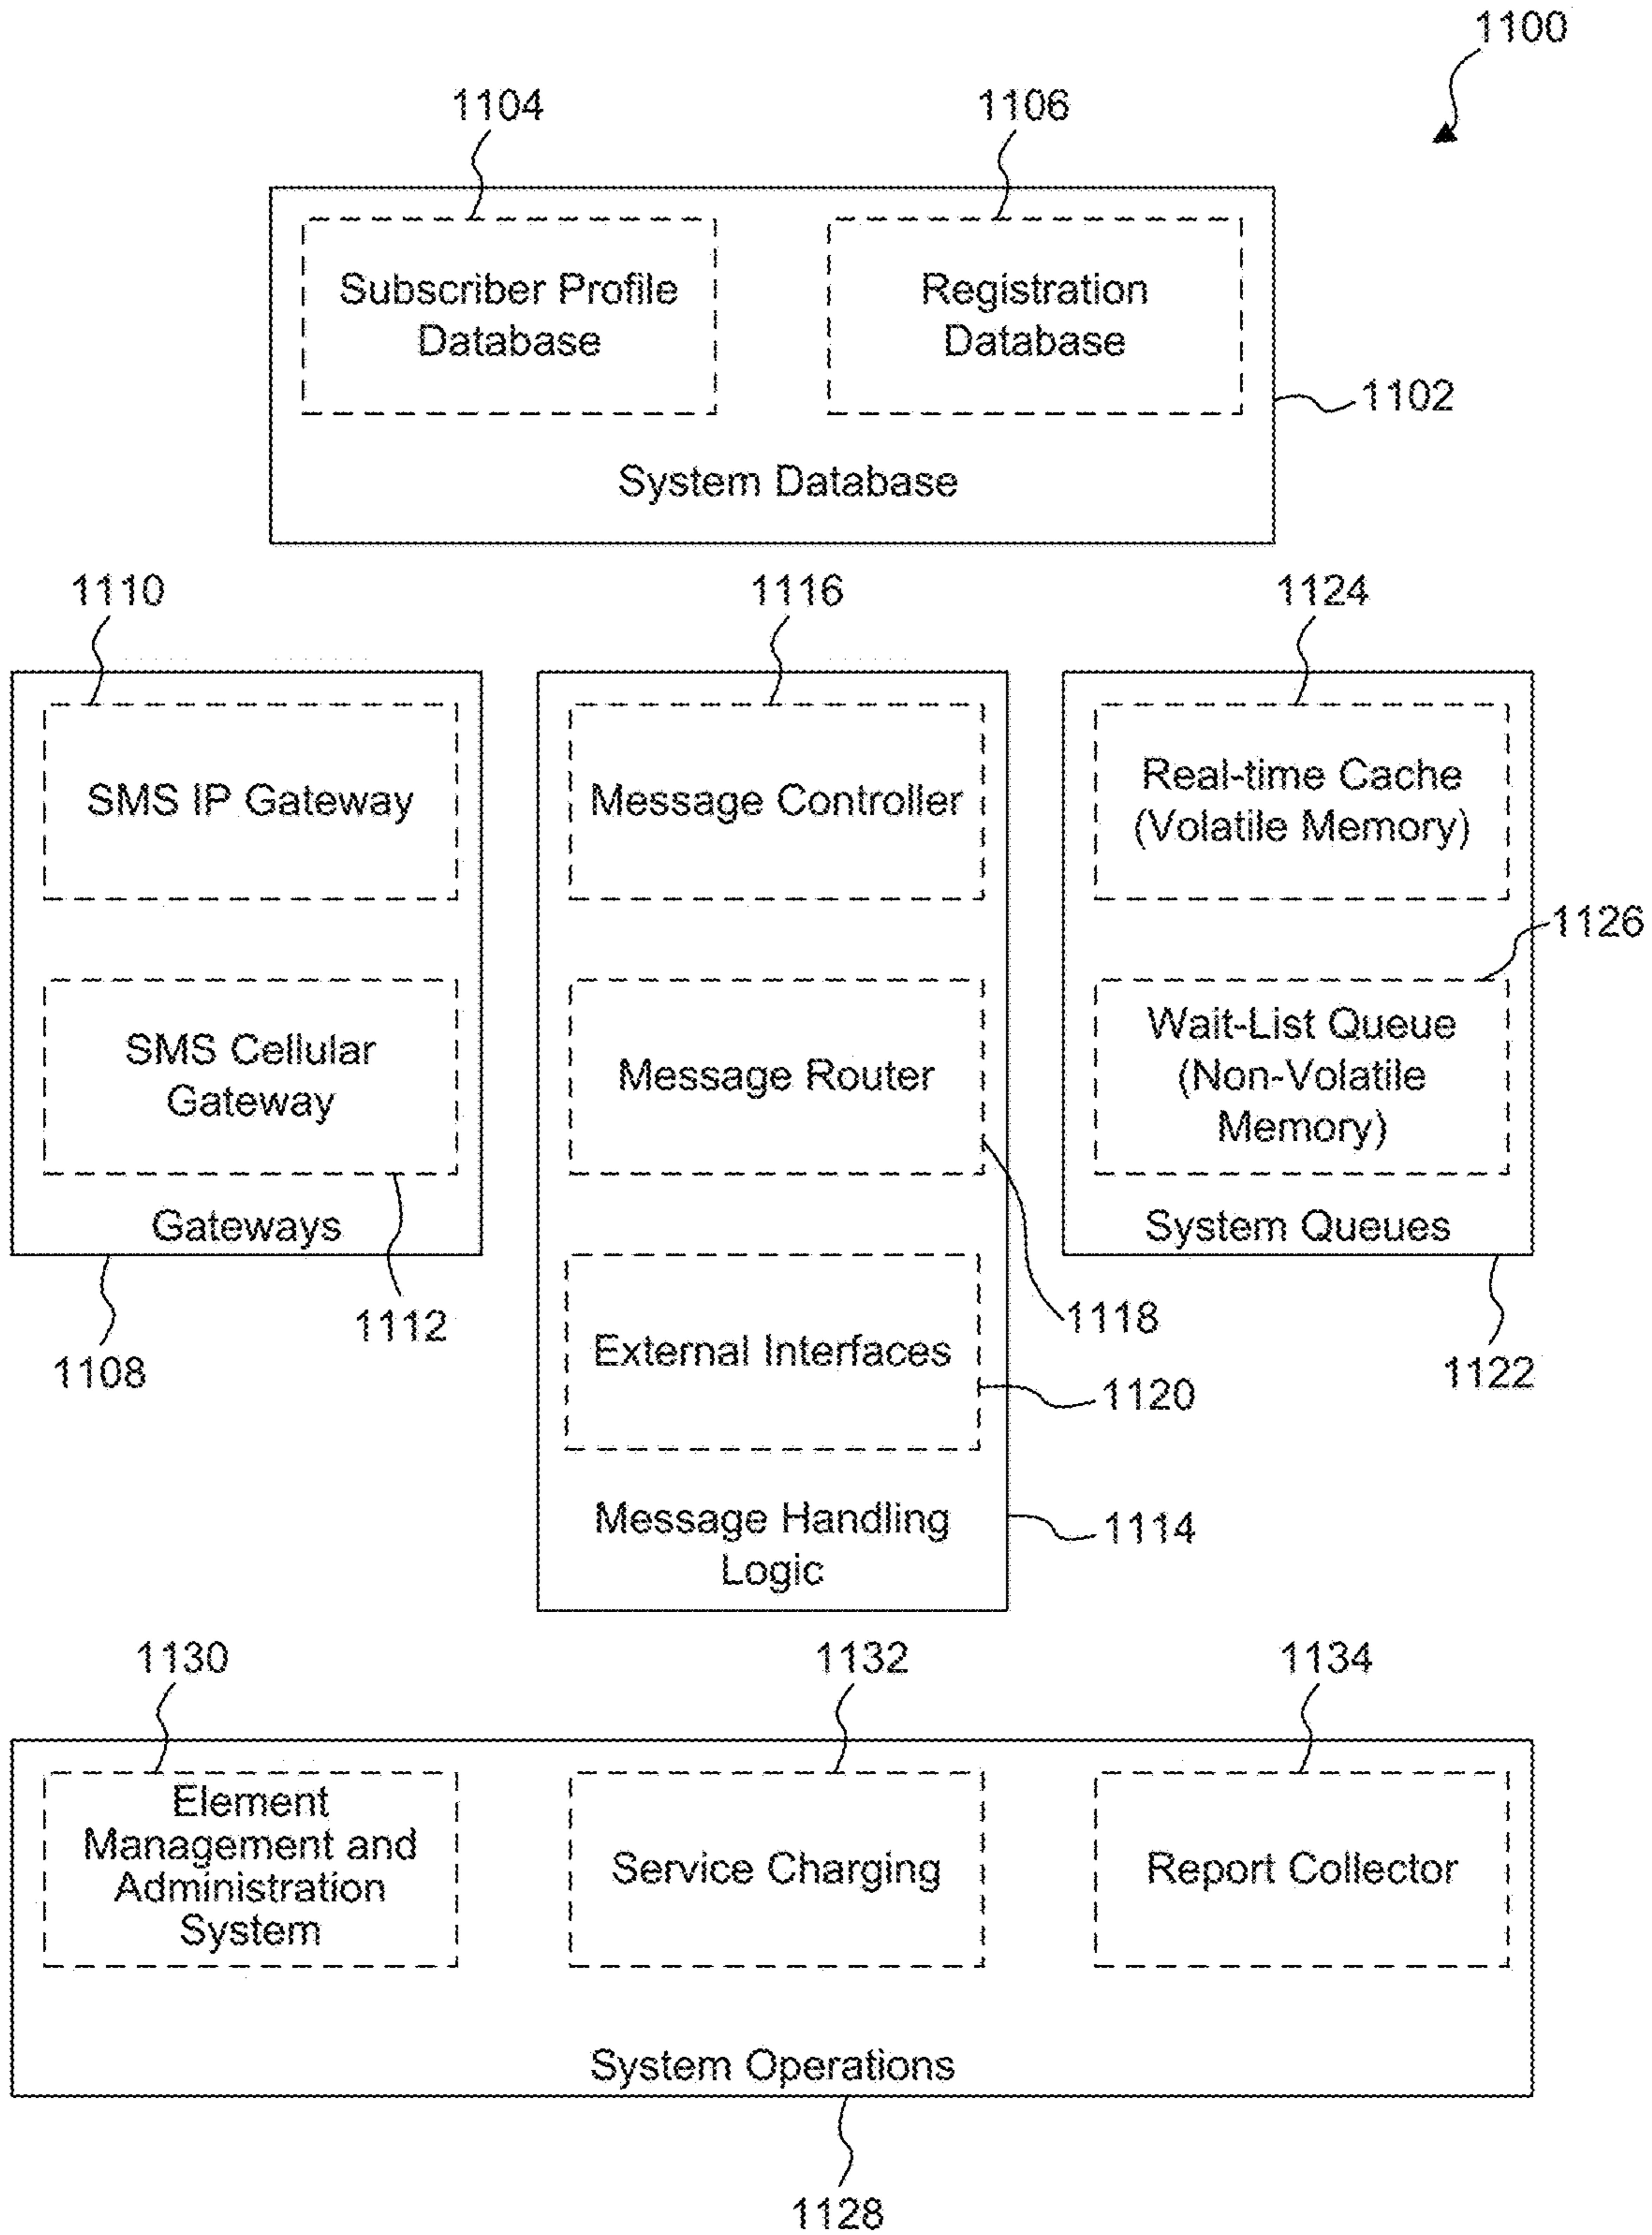 1100
1104
1106
Subscriber Profile
Database
Registration
Database
1102
System Database
1110
1116
1124
SMS IP Gateway
Message Controller
Real-time Cache
(Volatile Memory)
1126
SMS Cellular
Gateway
Message Router
Wait-List Queue
(Non-Volatile
Memory)
Gateways
System Queues
1112
1118
1108
External Interfaces
1122
1120
Message Handling
Logic
1114
1130
1132
1134
Element
Management and
Administration
System
Service Charging
Report Collector
System Operations
1128